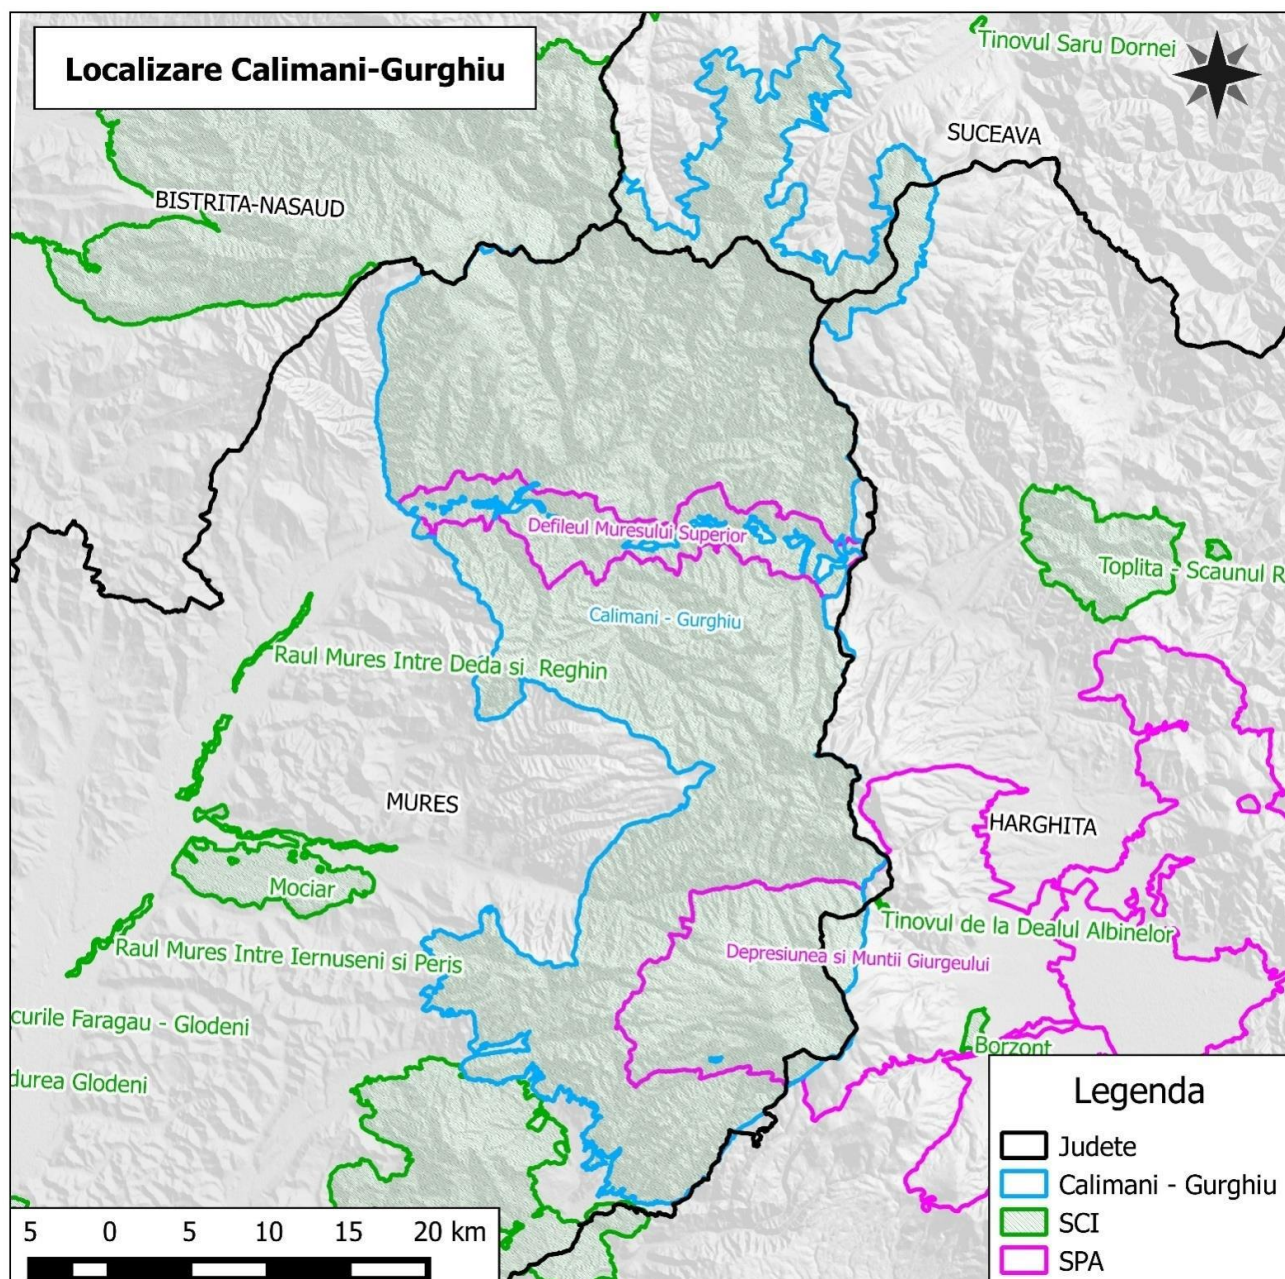 Localizare Calimani-Gurghiu
Tinovul Saru Dornei
SUCEAVA
BISTRITA-NASAUD
Defileul Muresului Superior
Toplita - Scaunul R
Calimani - Gurghiu
Raul Mures Intre Deda si Reghin
MURES
HARGHITA
Mociar
Tinovul de la Dealul Albinelor
Raul Mures Intre Iernuseni si Peris
Depresiunea si Muntii Giurgeului
curile Faragau - Glodeni
Borzont
durea Glodeni
Legenda
Judete
Calimani - Gurghiu
SCI
SPA
5 0 5 10 15 20 km